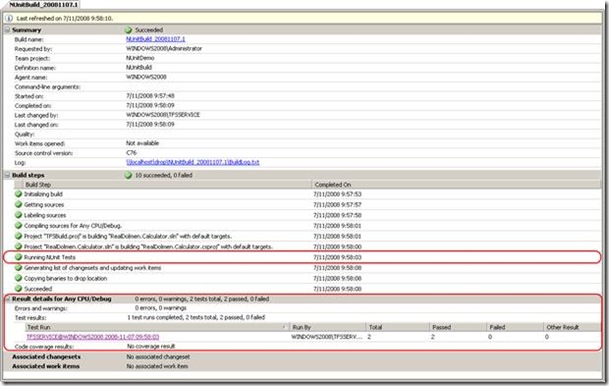 NUnitBuild_20081107.1
Last refreshed on 7/11/2008 9:58:10.
Summary Succeeded
Build name: NUnitBuild_20081107.1
Requested by: WINDOWS2008\Administrator
Team project: NUnitDemo
Definition name: NUnitBuild
Agent name: WINDOWS2008
Command-line arguments:
Started on: 7/11/2008 9:57:48
Completed on: 7/11/2008 9:58:09
Last changed by: WINDOWS2008\TFSSERVICE
Last changed on: 7/11/2008 9:58:09
Quality:
Work items opened: Not available
Source control version: C76
Log: \\localhost\drop\NUnitBuild_20081107.1\BuildLog.txt
Build steps 10 succeeded, 0 failed
Build Step Completed On
Initializing build 7/11/2008 9:57:53
Getting sources 7/11/2008 9:57:57
Labeling sources 7/11/2008 9:57:58
Compiling sources for Any CPU/Debug. 7/11/2008 9:58:01
Project "TFSBuild.proj" is building "RealDolmen.Calculator.sln" with default targets. 7/11/2008 9:58:01
Project "RealDolmen.Calculator.sln" is building "RealDolmen.Calculator.csproj" with default targets. 7/11/2008 9:58:00
Running NUnit Tests 7/11/2008 9:58:03
Generating list of changesets and updating work items 7/11/2008 9:58:08
Copying binaries to drop location 7/11/2008 9:58:08
Succeeded 7/11/2008 9:58:08
Result details for Any CPU/Debug 0 errors, 0 warnings, 2 tests total, 2 passed, 0 failed
Errors and warnings: 0 errors, 0 warnings
Test results: 1 test runs completed, 2 tests total, 2 passed, 0 failed
Test Run Run By Total Passed Failed Other Result
TFSSERVICE@WINDOWS2008 2008-11-07 09:58:03 WINDOWS2008\TFSSERV... 2 2 0 0
Code coverage results: No coverage result
Associated changesets No associated changeset
Associated work items No associated work item